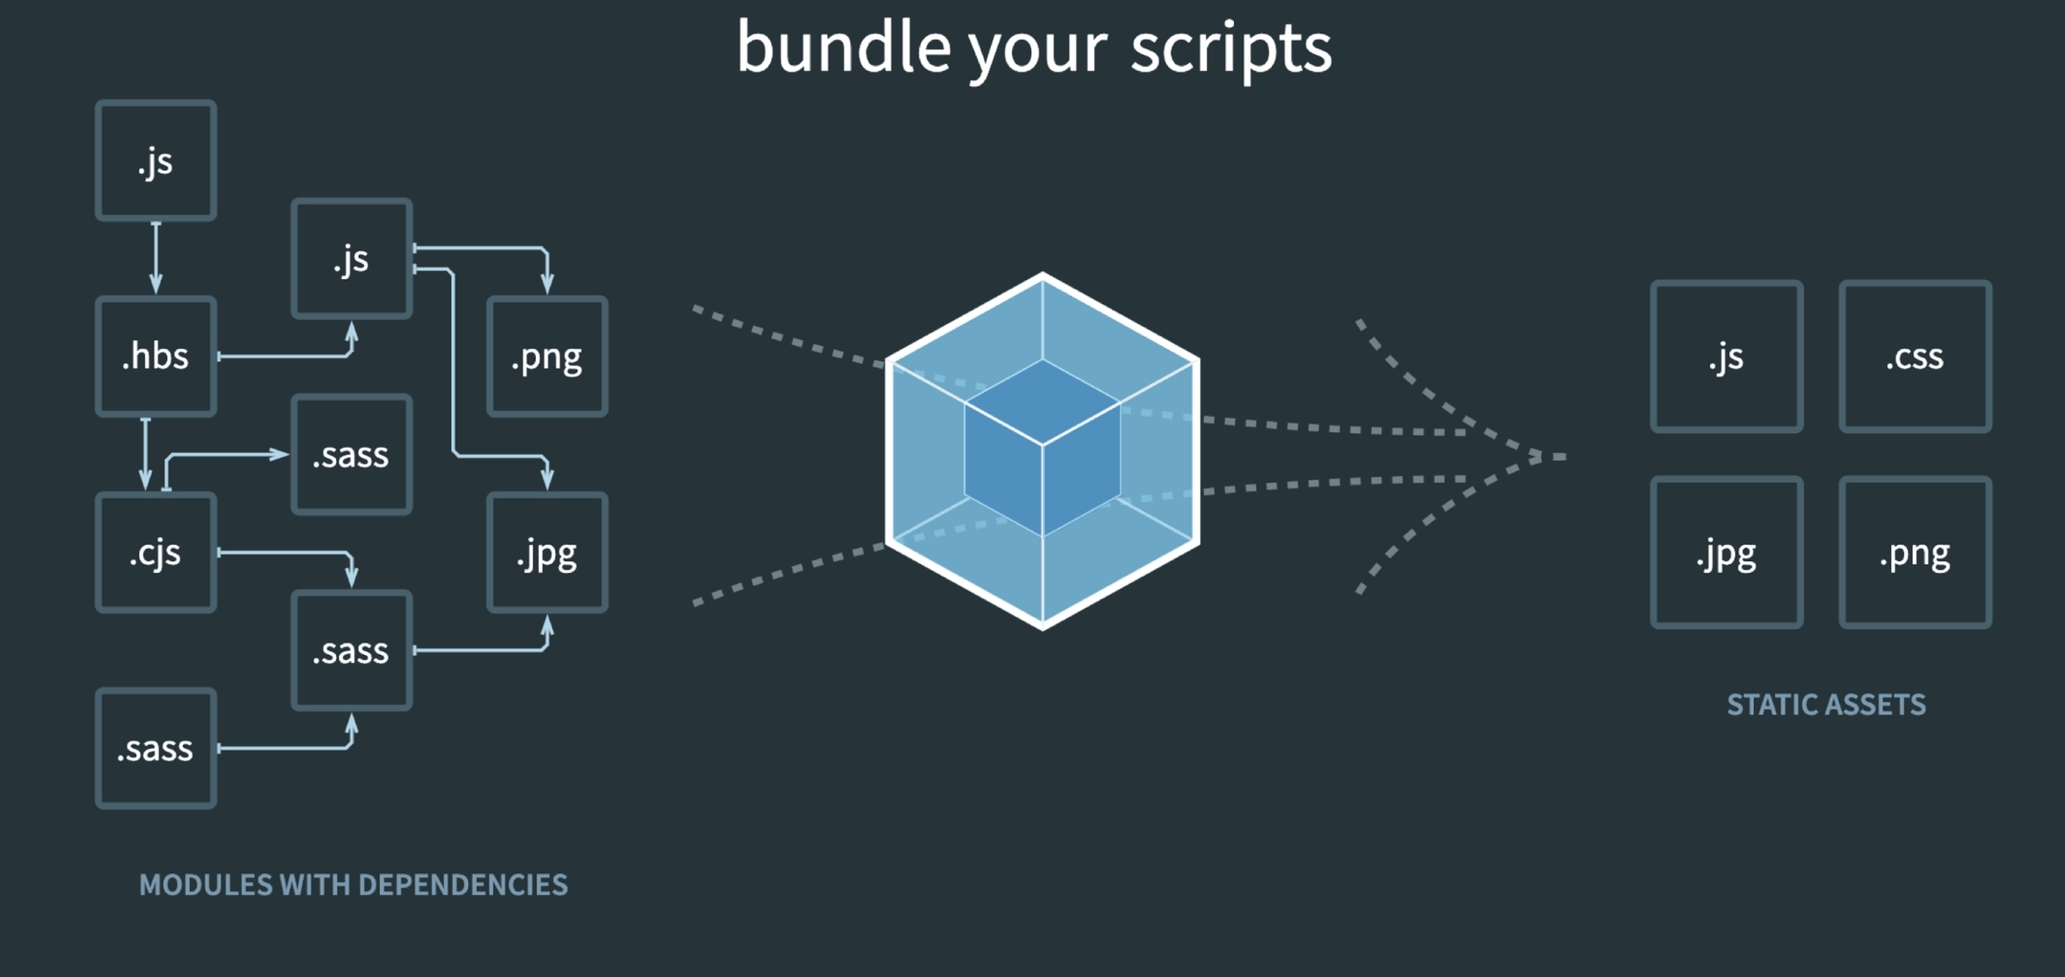 bundle your scripts
.js
.js
.hbs
.png
.sass
.cjs
.jpg
.sass
.sass
MODULES WITH DEPENDENCIES
.js
.css
.jpg
.png
STATIC ASSETS